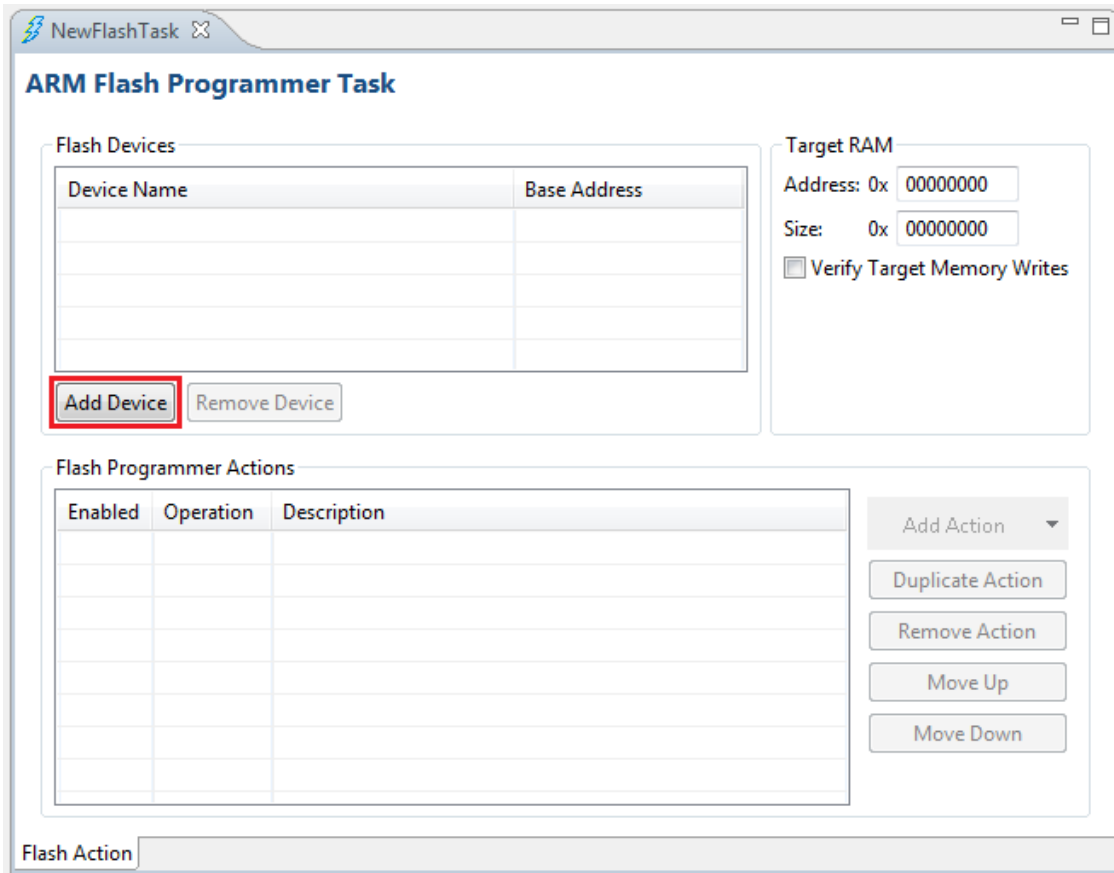 NewFlashTask
ARM Flash Programmer Task
Flash Devices
Device Name Base Address
Add Device Remove Device
Target RAM
Address: 0x 00000000
Size: 0x 00000000
Verify Target Memory Writes
Flash Programmer Actions
Enabled Operation Description
Add Action
Duplicate Action
Remove Action
Move Up
Move Down
Flash Action